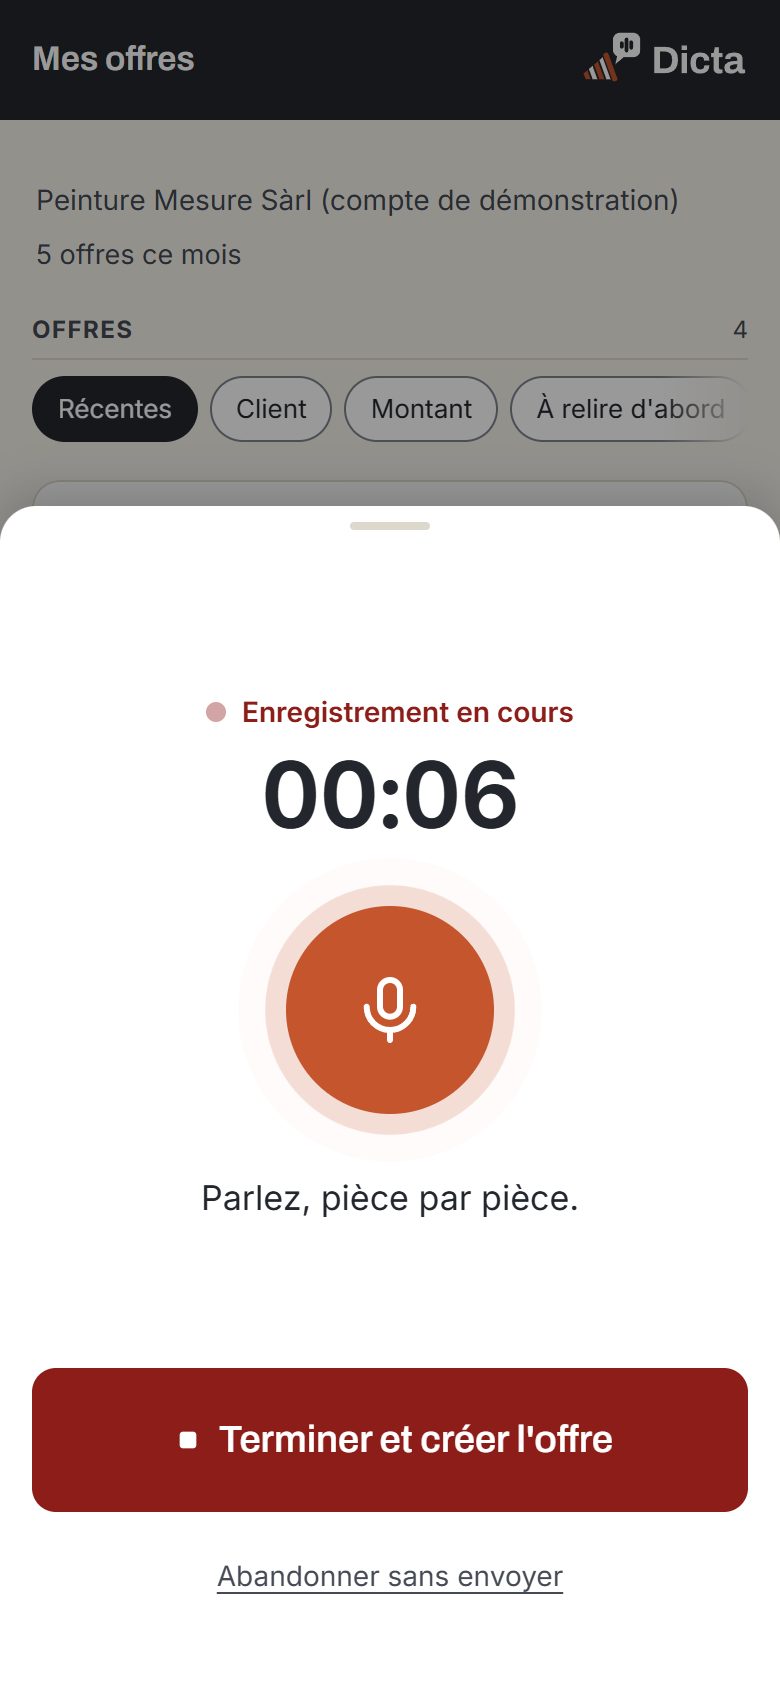 Mes offres
Dicta
Peinture Mesure Sàrl (compte de démonstration)
5 offres ce mois
OFFRES 4
Récentes Client Montant À relire d'abord
Enregistrement en cours
00:06
Parlez, pièce par pièce.
Terminer et créer l'offre
Abandonner sans envoyer